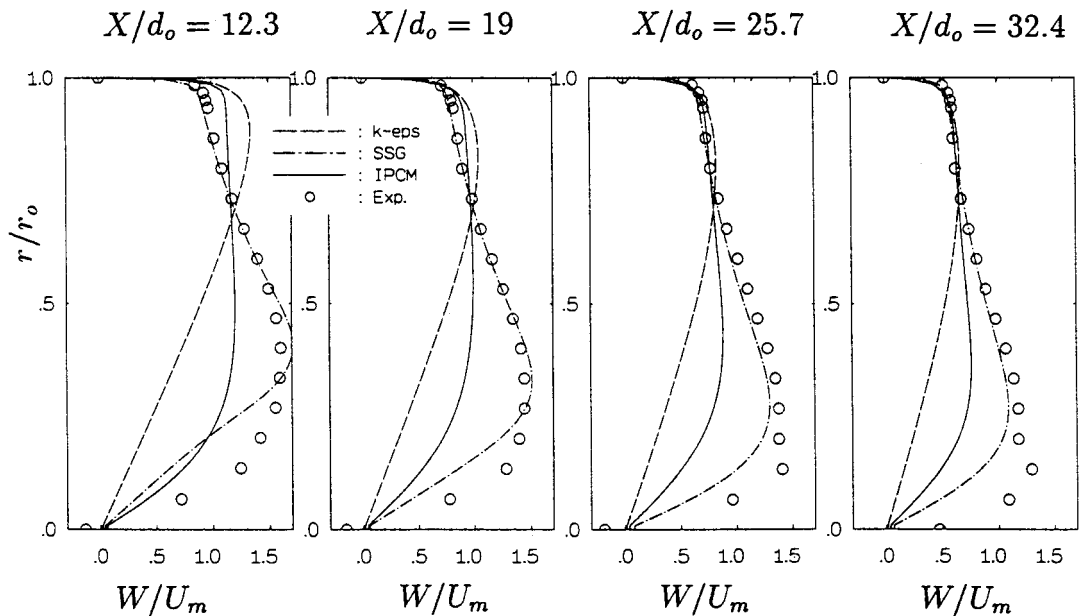 X/d_o = 12.3 X/d_o = 19 X/d_o = 25.7 X/d_o = 32.4
1.0 1.0 1.0 1.0
: k-eps
: SSG
: IPCM
: Exp.
r/r_o
.5 .5 .5 .5
.0 .0 .0 .0
.0 .5 1.0 1.5 .0 .5 1.0 1.5 .0 .5 1.0 1.5 .0 .5 1.0 1.5
W/U_m W/U_m W/U_m W/U_m